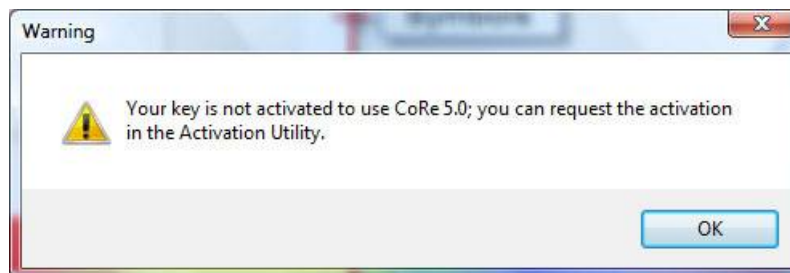 Symbols
Warning
Your key is not activated to use CoRe 5.0; you can request the activation
in the Activation Utility.
OK